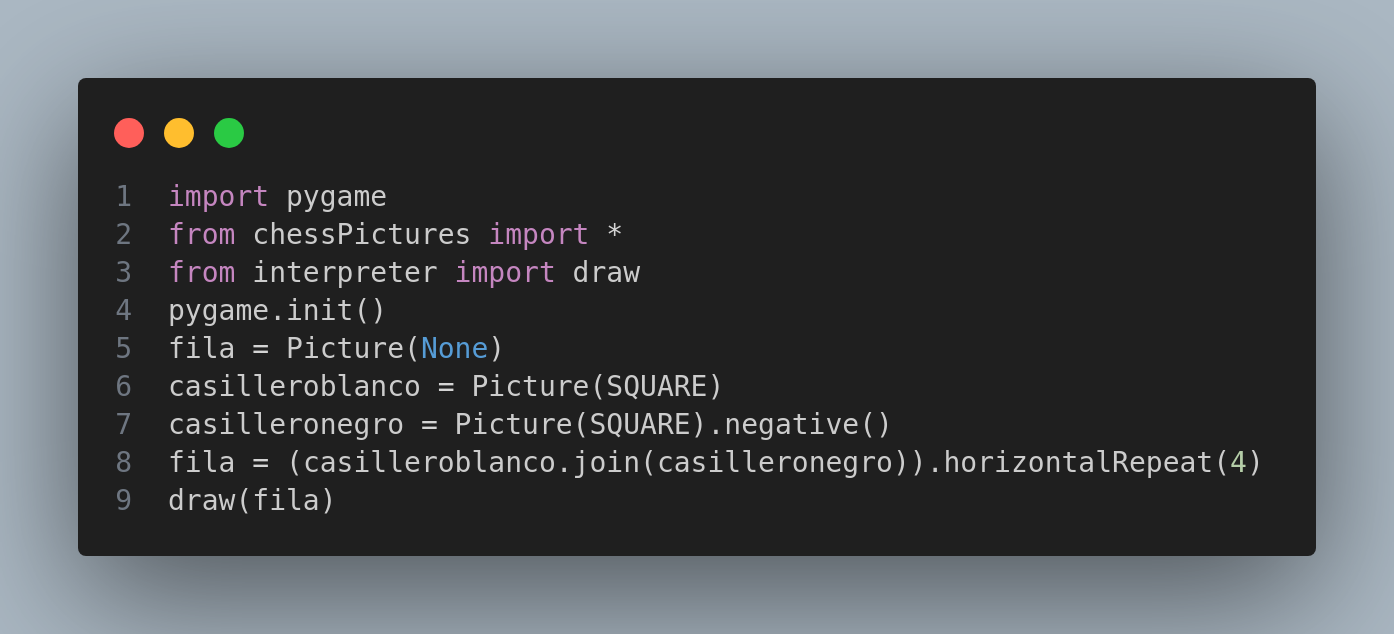 1 import pygame
2 from chessPictures import *
3 from interpreter import draw
4 pygame.init()
5 fila = Picture(None)
6 casilleroblanco = Picture(SQUARE)
7 casilleronegro = Picture(SQUARE).negative()
8 fila = (casilleroblanco.join(casilleronegro)).horizontalRepeat(4)
9 draw(fila)